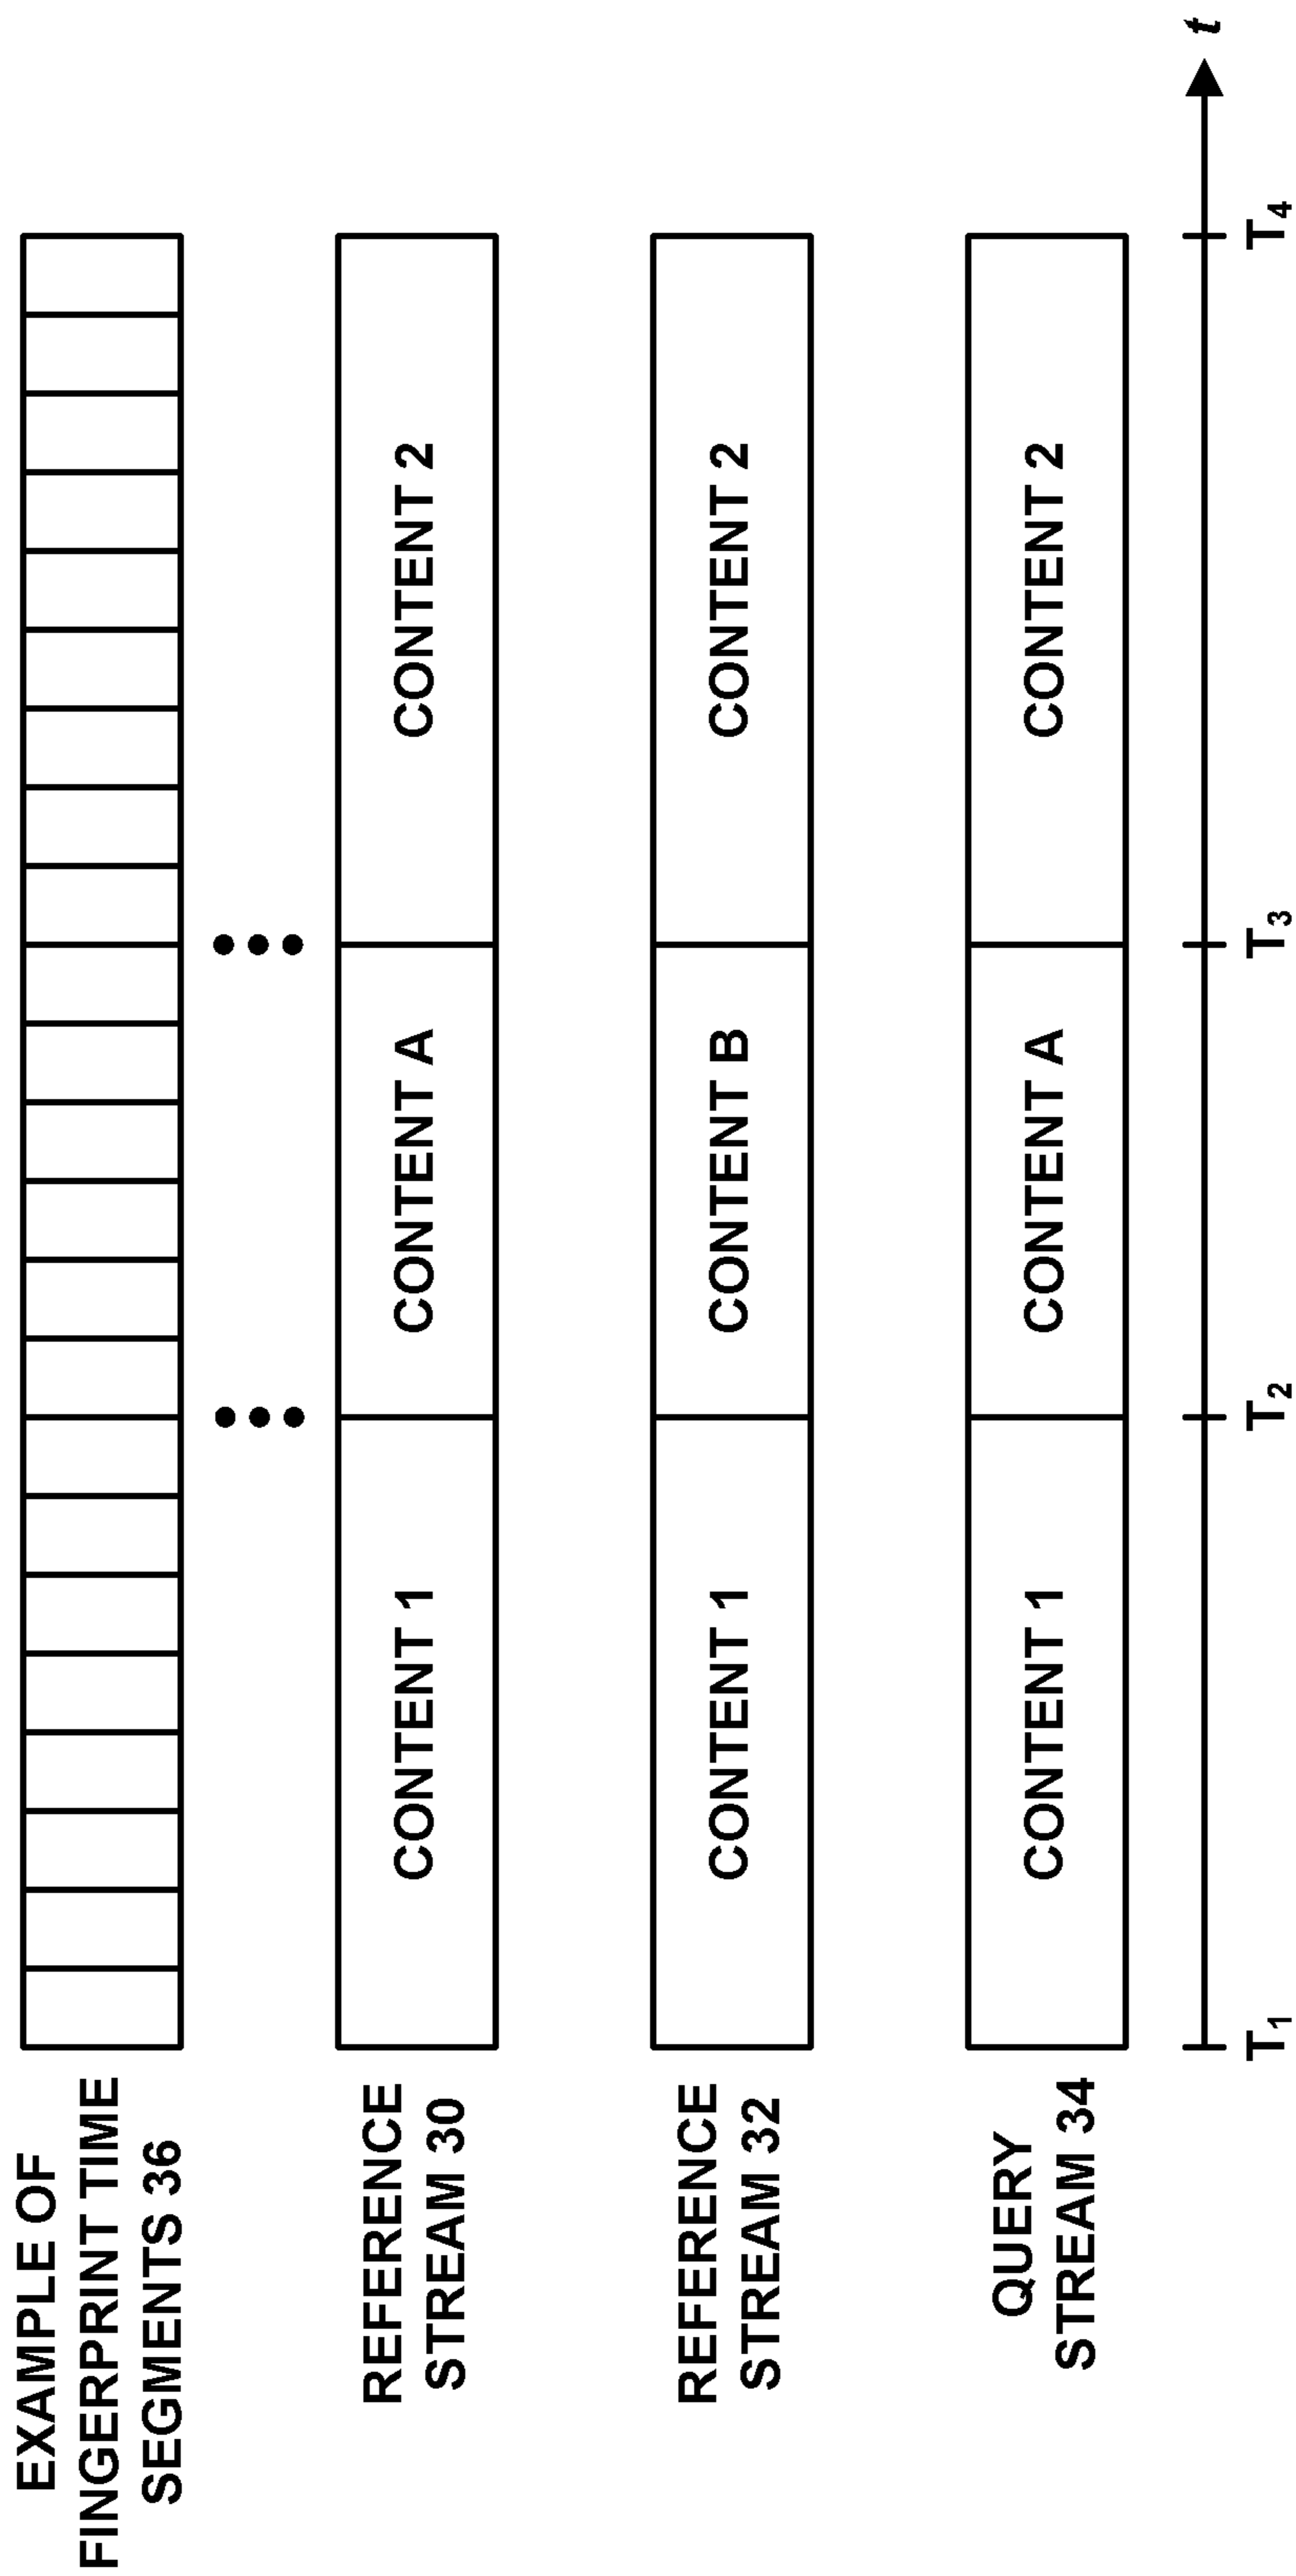 EXAMPLE OF
FINGERPRINT TIME
SEGMENTS 36
REFERENCE
STREAM 30
CONTENT 1
CONTENT A
CONTENT 2
REFERENCE
STREAM 32
CONTENT 1
CONTENT B
CONTENT 2
QUERY
STREAM 34
CONTENT 1
CONTENT A
CONTENT 2
t
T1
T2
T3
T4